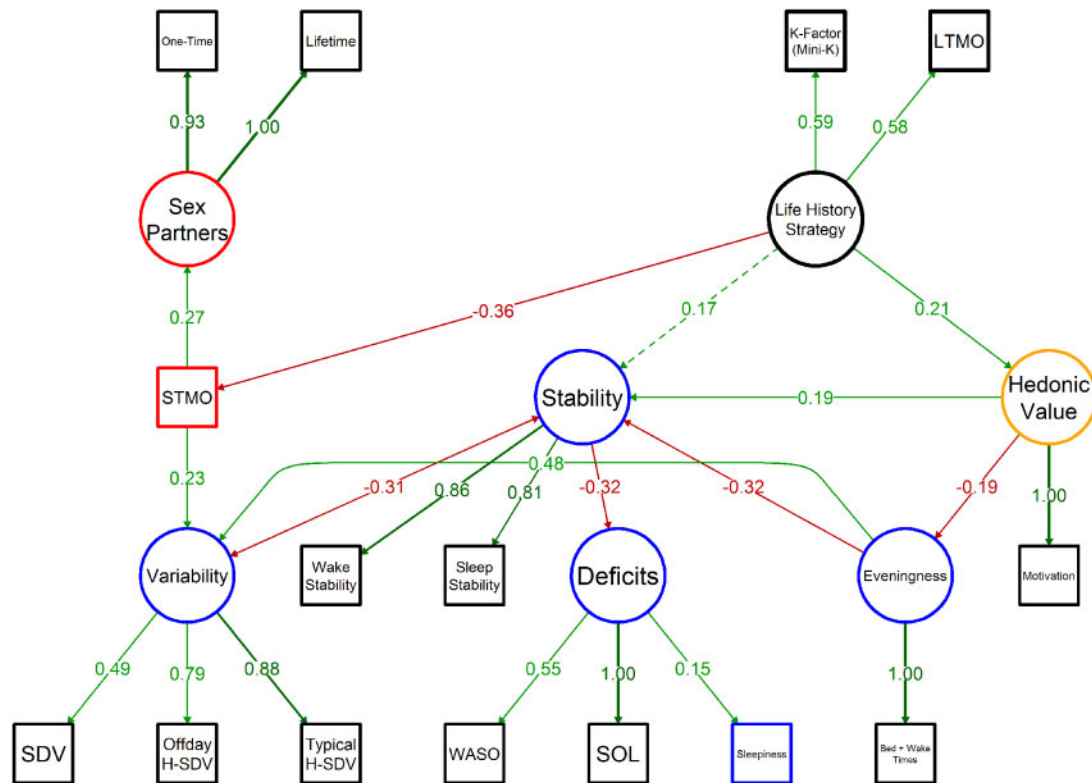 One-Time
Lifetime
K-Factor
(Mini-K)
LTMO
0.93
1.00
0.59
0.58
Sex
Partners
Life History
Strategy
0.27
-0.36
0.17
0.21
STMO
Stability
0.19
Hedonic
Value
0.23
-0.31
0.86
0.81
-0.32
0.48
-0.32
-0.19
1.00
Variability
Wake
Stability
Sleep
Stability
Deficits
Eveningness
Motivation
0.49
0.79
0.88
0.55
1.00
0.15
1.00
SDV
Offday
H-SDV
Typical
H-SDV
WASO
SOL
Sleepiness
Bed + Wake
Times